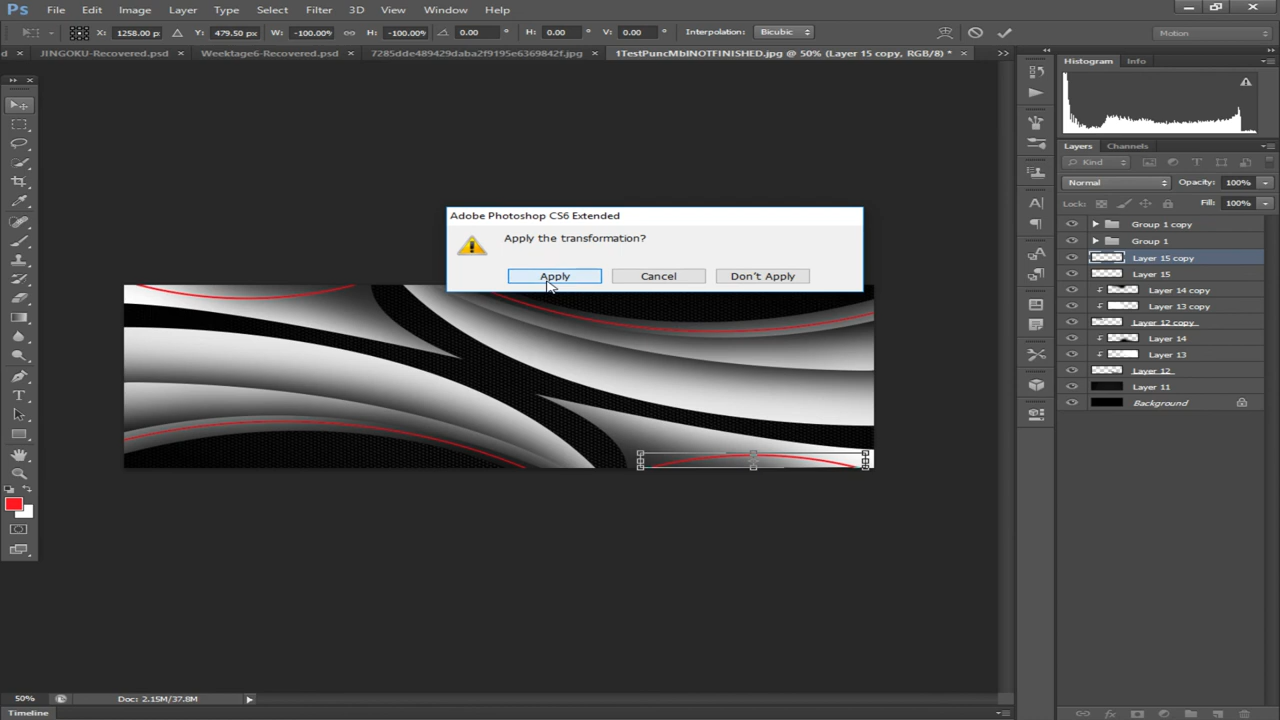 Ps File Edit Image Layer Type Select Filter 3D View Window Help
X: 1258.00 px Y: 479.50 px W: -100.00% H: -100.00% 0.00 ° H: 0.00 ° V: 0.00 ° Interpolation: Bicubic Motion
d × JINGOKU-Recovered.psd × Weektage6-Recovered.psd × 7285dde489429daba2f9195e6369842f.jpg × 1TestPuncMblNOTFINISHED.jpg @ 50% (Layer 15 copy, RGB/8) * ×
Histogram Info
Layers Channels
Kind
Normal Opacity: 100%
Lock: Fill: 100%
Adobe Photoshop CS6 Extended
Apply the transformation?
Apply Cancel Don't Apply
Group 1 copy
Group 1
Layer 15 copy
Layer 15
Layer 14 copy
Layer 13 copy
Layer 12 copy
Layer 14
Layer 13
Layer 12
Layer 11
Background
A|
T
50% Doc: 2.15M/37.8M
Timeline